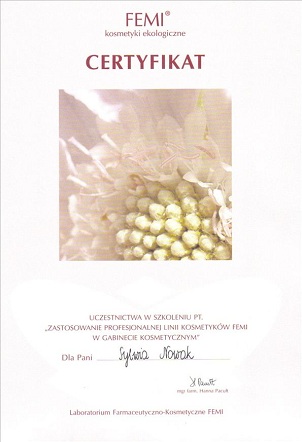 FEMI®
kosmetyki ekologiczne
CERTYFIKAT
UCZESTNICTWA W SZKOLENIU PT.
„ZASTOSOWANIE PROFESJONALNEJ LINII KOSMETYKÓW FEMI
W GABINECIE KOSMETYCZNYM”
Dla Pani Sylwia Nowak
mgr farm. Hanna Pacult
Laboratorium Farmaceutyczno-Kosmetyczne FEMI